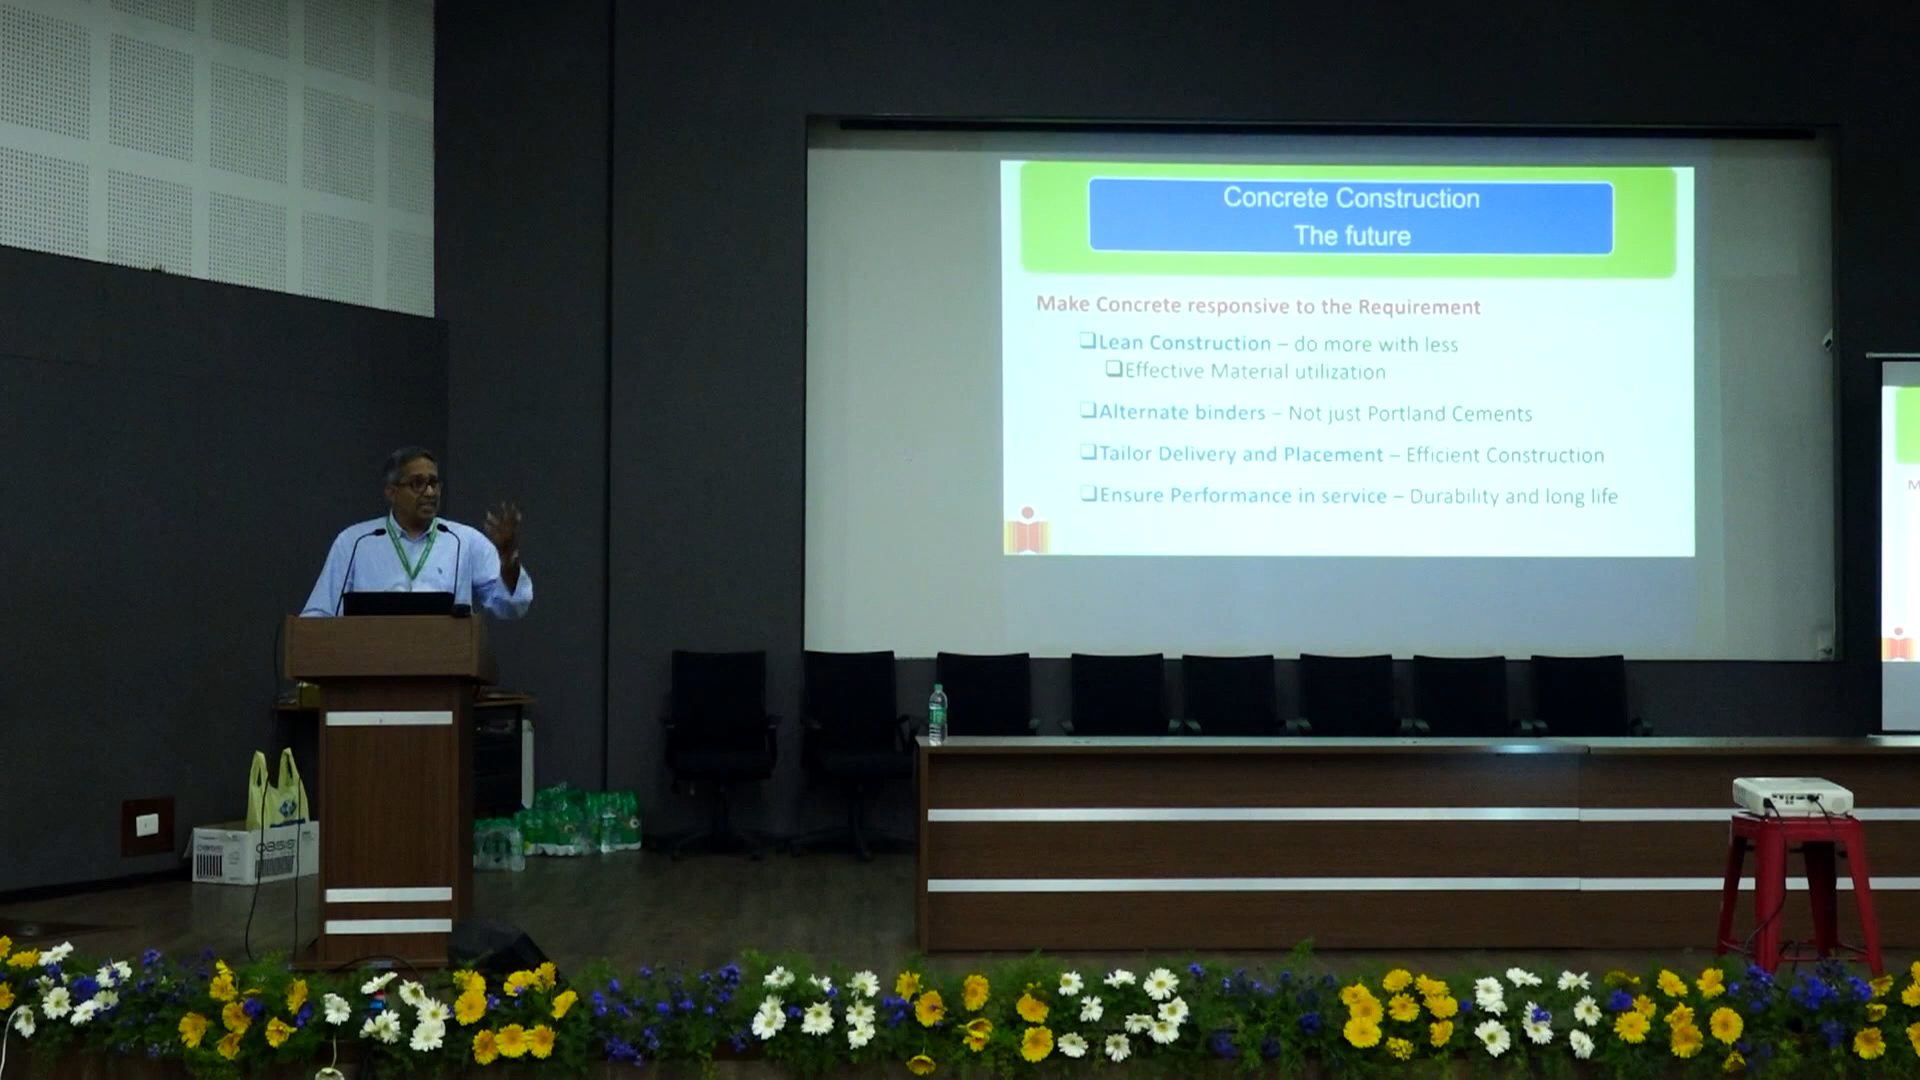 Concrete Construction
The future
Make Concrete responsive to the Requirement
❑Lean Construction – do more with less
❑Effective Material utilization
❑Alternate binders – Not just Portland Cements
❑Tailor Delivery and Placement – Efficient Construction
❑Ensure Performance in service – Durability and long life
M
OASIS
OASIS